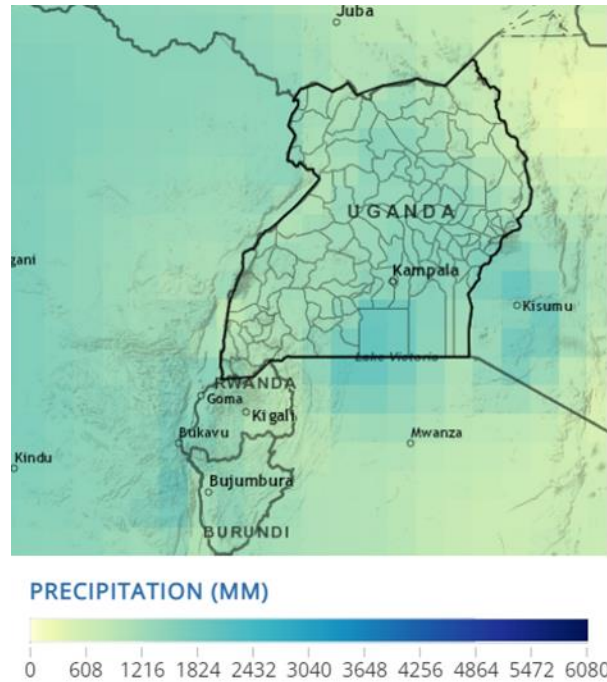 Juba
UGANDA
gani
Kampala
Kisumu
Lake Victoria
RWANDA
Goma
Kigali
Bukavu
Mwanza
Kindu
Bujumbura
BURUNDI
PRECIPITATION (MM)
0 608 1216 1824 2432 3040 3648 4256 4864 5472 6080